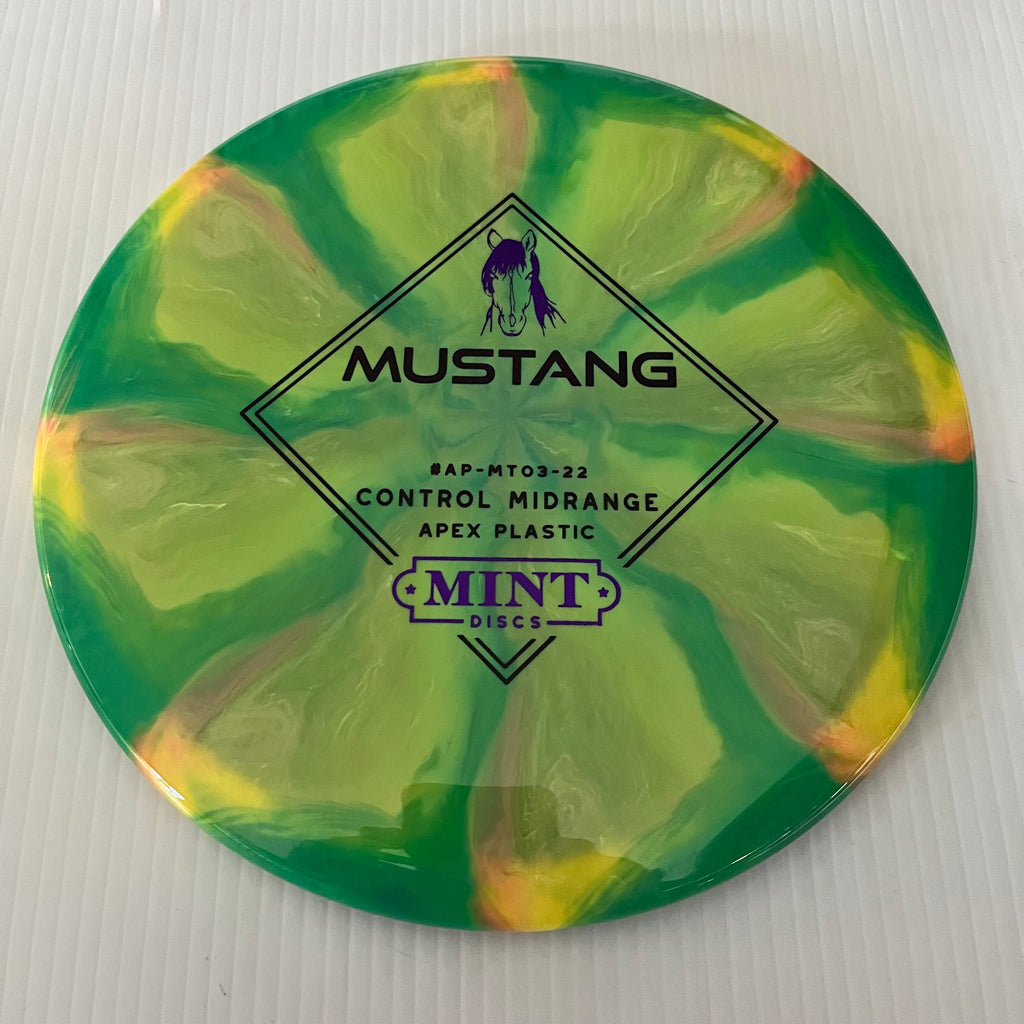 MUSTANG
#AP-MT03-22
CONTROL MIDRANGE
APEX PLASTIC
MINT
DISCS